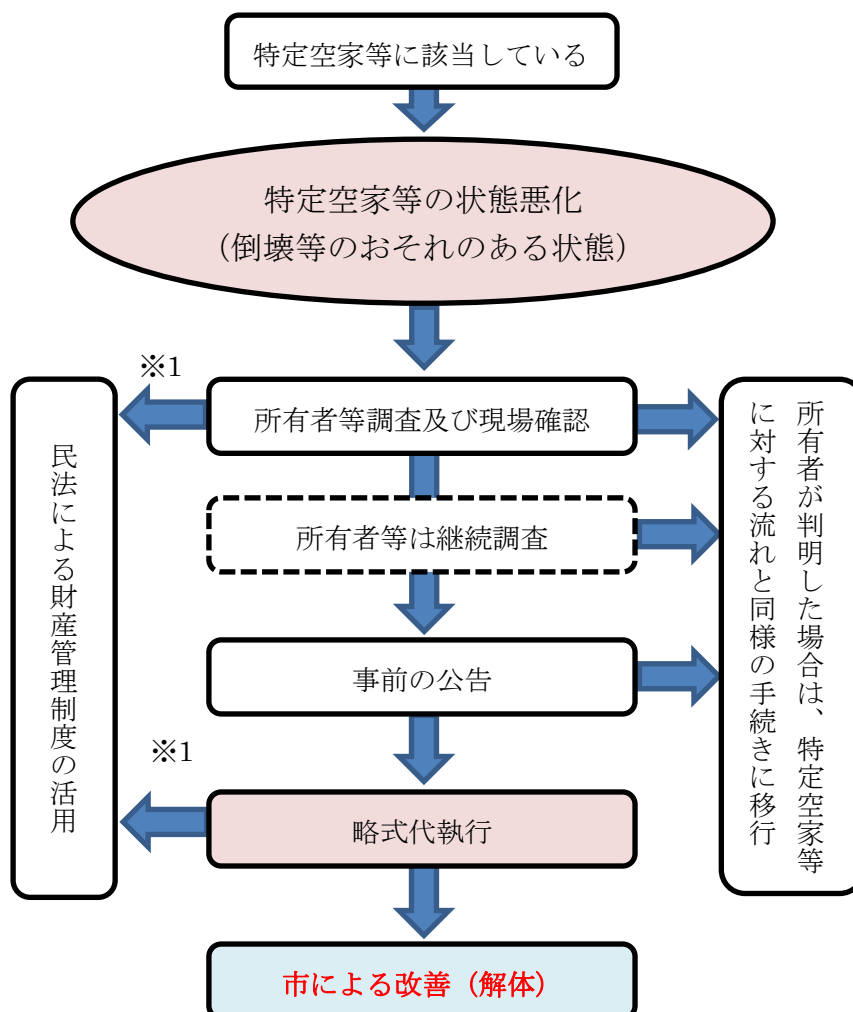 特定空家等に該当している
特定空家等の状態悪化
（倒壊等のおそれのある状態）
※1
所有者等調査及び現場確認
所有者等は継続調査
事前の公告
※1
略式代執行
市による改善（解体）
民法による財産管理制度の活用
所有者が判明した場合は、特定空家等
に対する流れと同様の手続きに移行